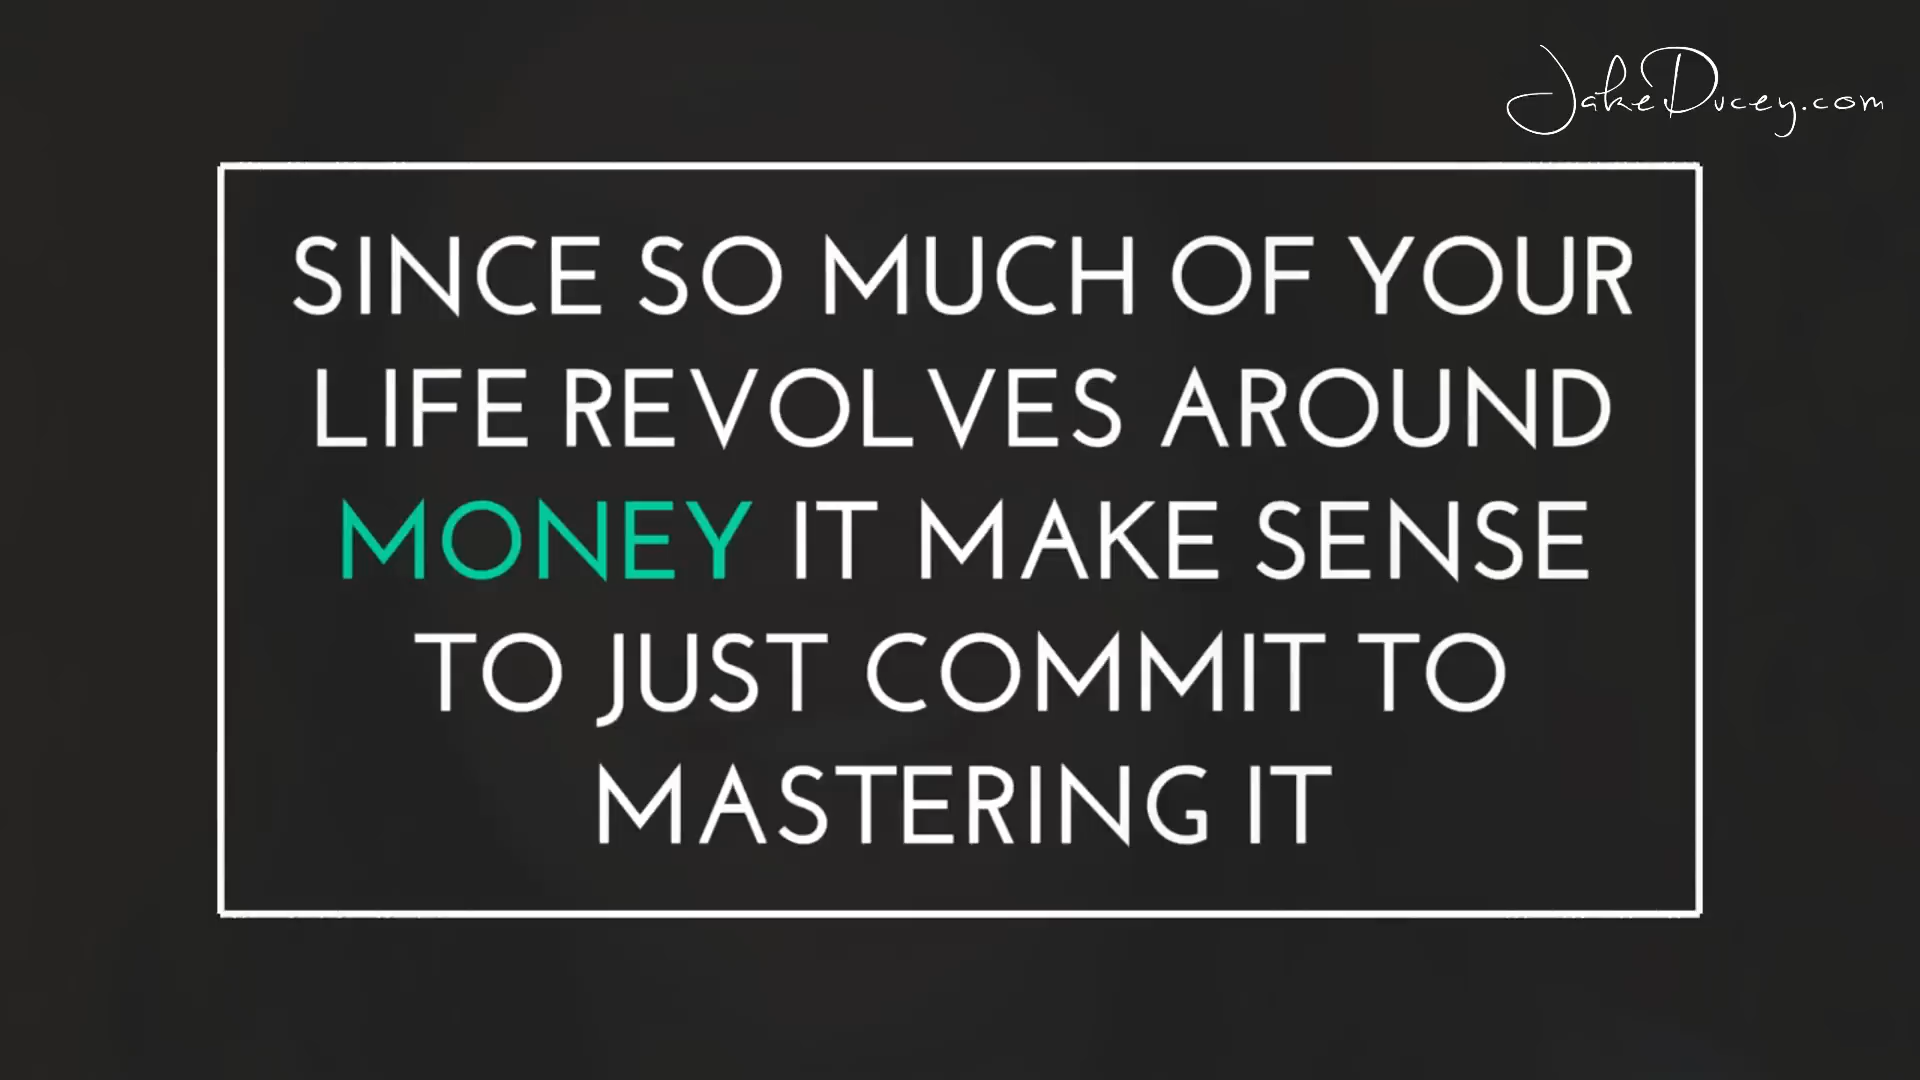 JakeDucey.com
SINCE SO MUCH OF YOUR
LIFE REVOLVES AROUND
MONEY IT MAKE SENSE
TO JUST COMMIT TO
MASTERING IT